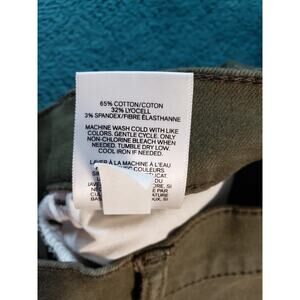 65% COTTON/COTON
32% LYOCELL
3% SPANDEX/FIBRE ÉLASTHANNE
MACHINE WASH COLD WITH LIKE
COLORS. GENTLE CYCLE. ONLY
NON-CHLORINE BLEACH WHEN
NEEDED. TUMBLE DRY LOW.
COOL IRON IF NEEDED.
LAVER À LA MACHINE À L'EAU
COULEURS
SI